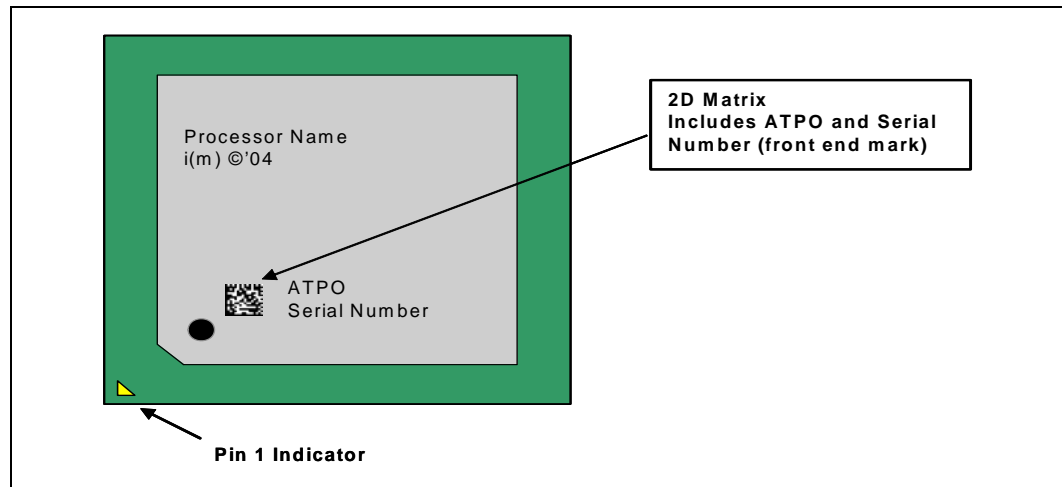 Processor Name
i(m) ©'04
2D Matrix
Includes ATPO and Serial
Number (front end mark)
ATPO
Serial Number
Pin 1 Indicator